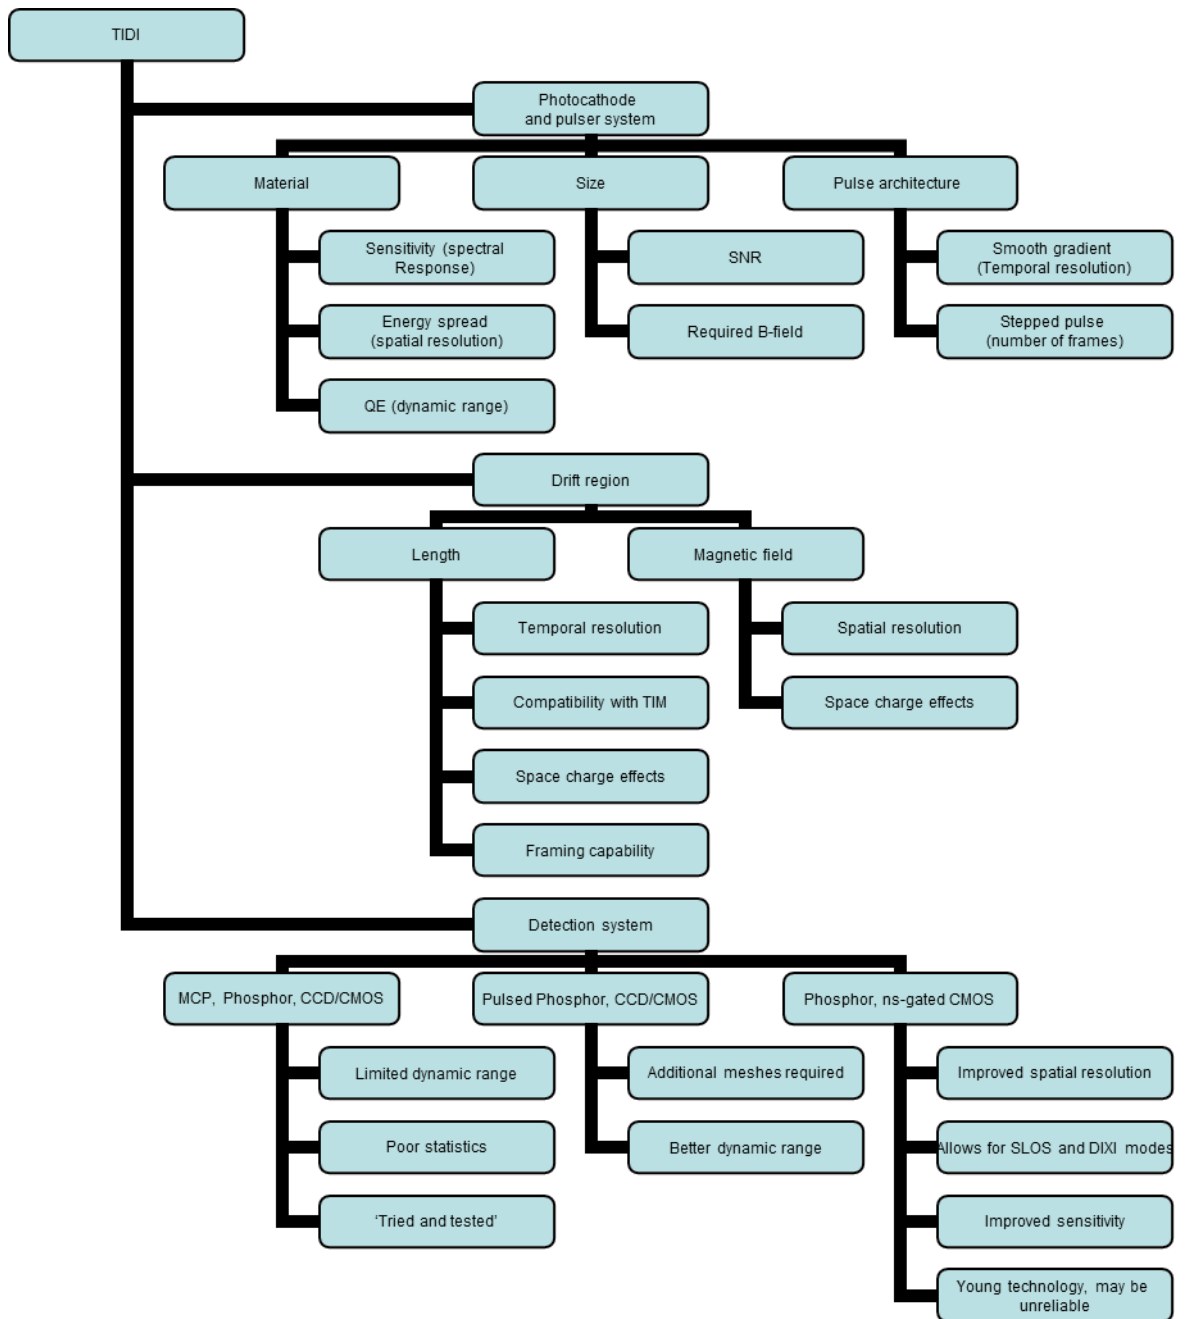 TIDI
Photocathode
and pulser system
Material
Size
Pulse architecture
Sensitivity (spectral
Response)
SNR
Smooth gradient
(Temporal resolution)
Energy spread
(spatial resolution)
Required B-field
Stepped pulse
(number of frames)
QE (dynamic range)
Drift region
Length
Magnetic field
Temporal resolution
Spatial resolution
Compatibility with TIM
Space charge effects
Space charge effects
Framing capability
Detection system
MCP, Phosphor, CCD/CMOS
Pulsed Phosphor, CCD/CMOS
Phosphor, ns-gated CMOS
Limited dynamic range
Additional meshes required
Improved spatial resolution
Poor statistics
Better dynamic range
Allows for SLOS and DIXI modes
‘Tried and tested’
Improved sensitivity
Young technology, may be
unreliable